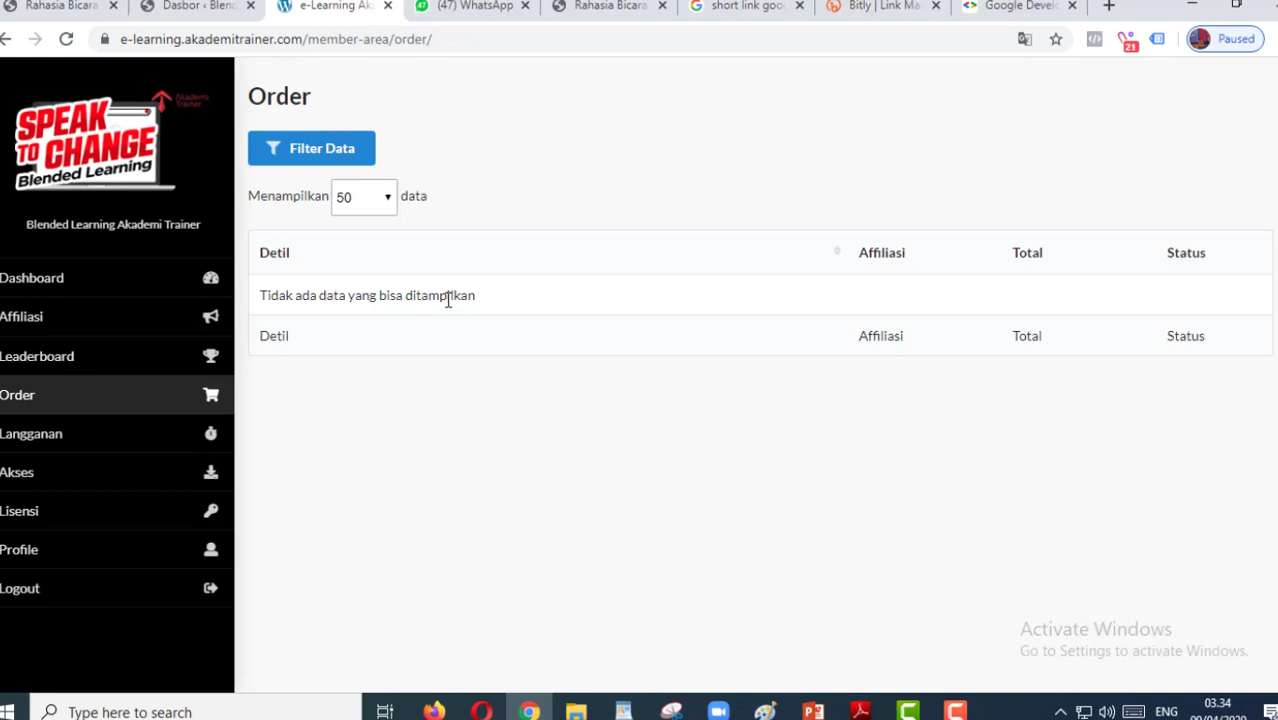 Rahasia Bicara
Dasbor ‹ Blend
e-Learning Aka
(47) WhatsApp
Rahasia Bicara
short link goo
Bitly | Link M
Google Develo
e-learning.akademitrainer.com/member-area/order/
21
Paused
Akademi
Trainer
SPEAK
TO CHANGE
Blended Learning
Blended Learning Akademi Trainer
Dashboard
Affiliasi
Leaderboard
Order
Langganan
Akses
Lisensi
Profile
Logout
Order
Filter Data
Menampilkan 50 data
Detil Affiliasi Total Status
Tidak ada data yang bisa ditampilkan
Detil Affiliasi Total Status
Activate Windows
Go to Settings to activate Windows.
Type here to search
ENG
03.34
09/04/2020